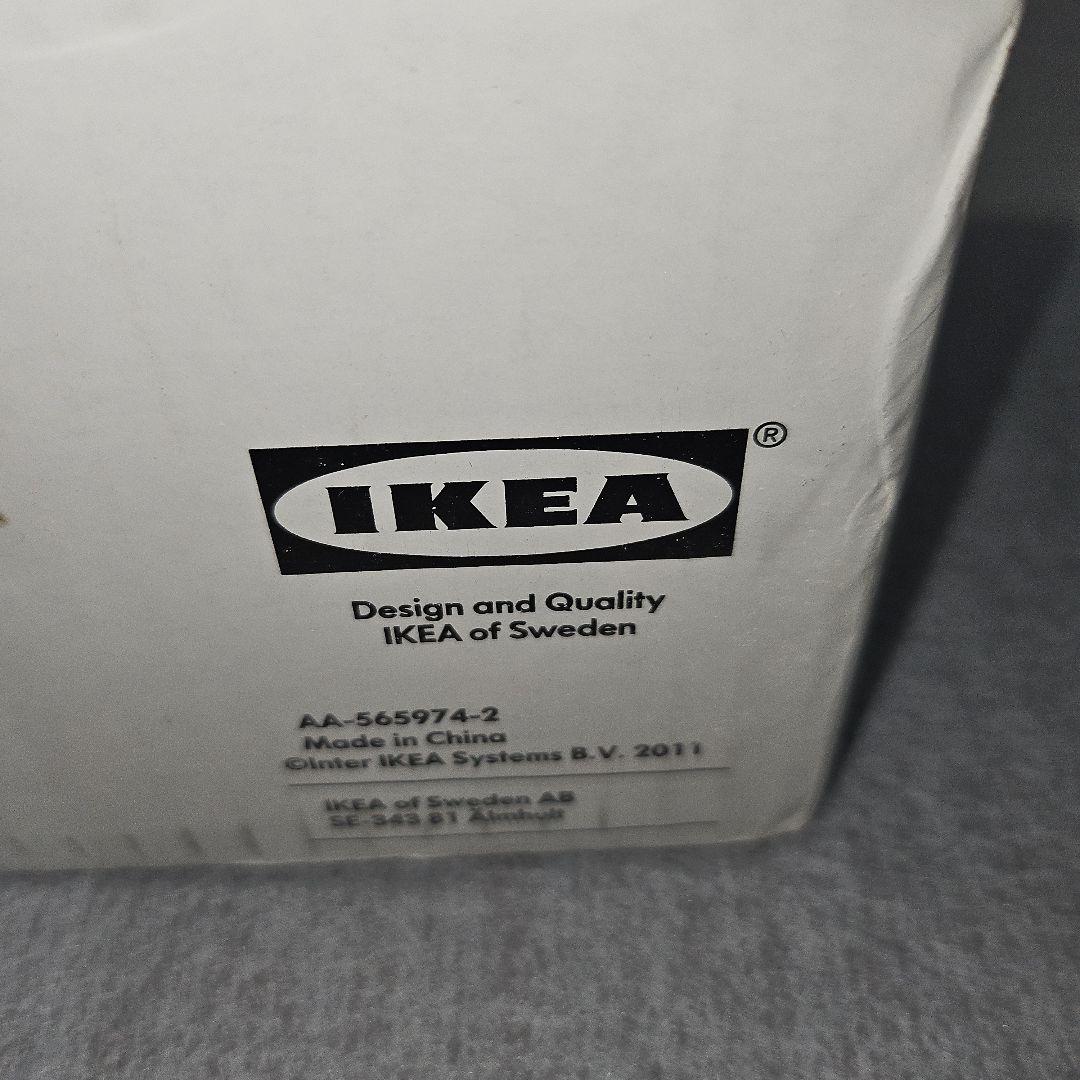 IKEA®
Design and Quality
IKEA of Sweden
AA-565974-2
Made in China
©Inter IKEA Systems B.V. 2011
IKEA of Sweden AB
SE-343 81 Älmhult